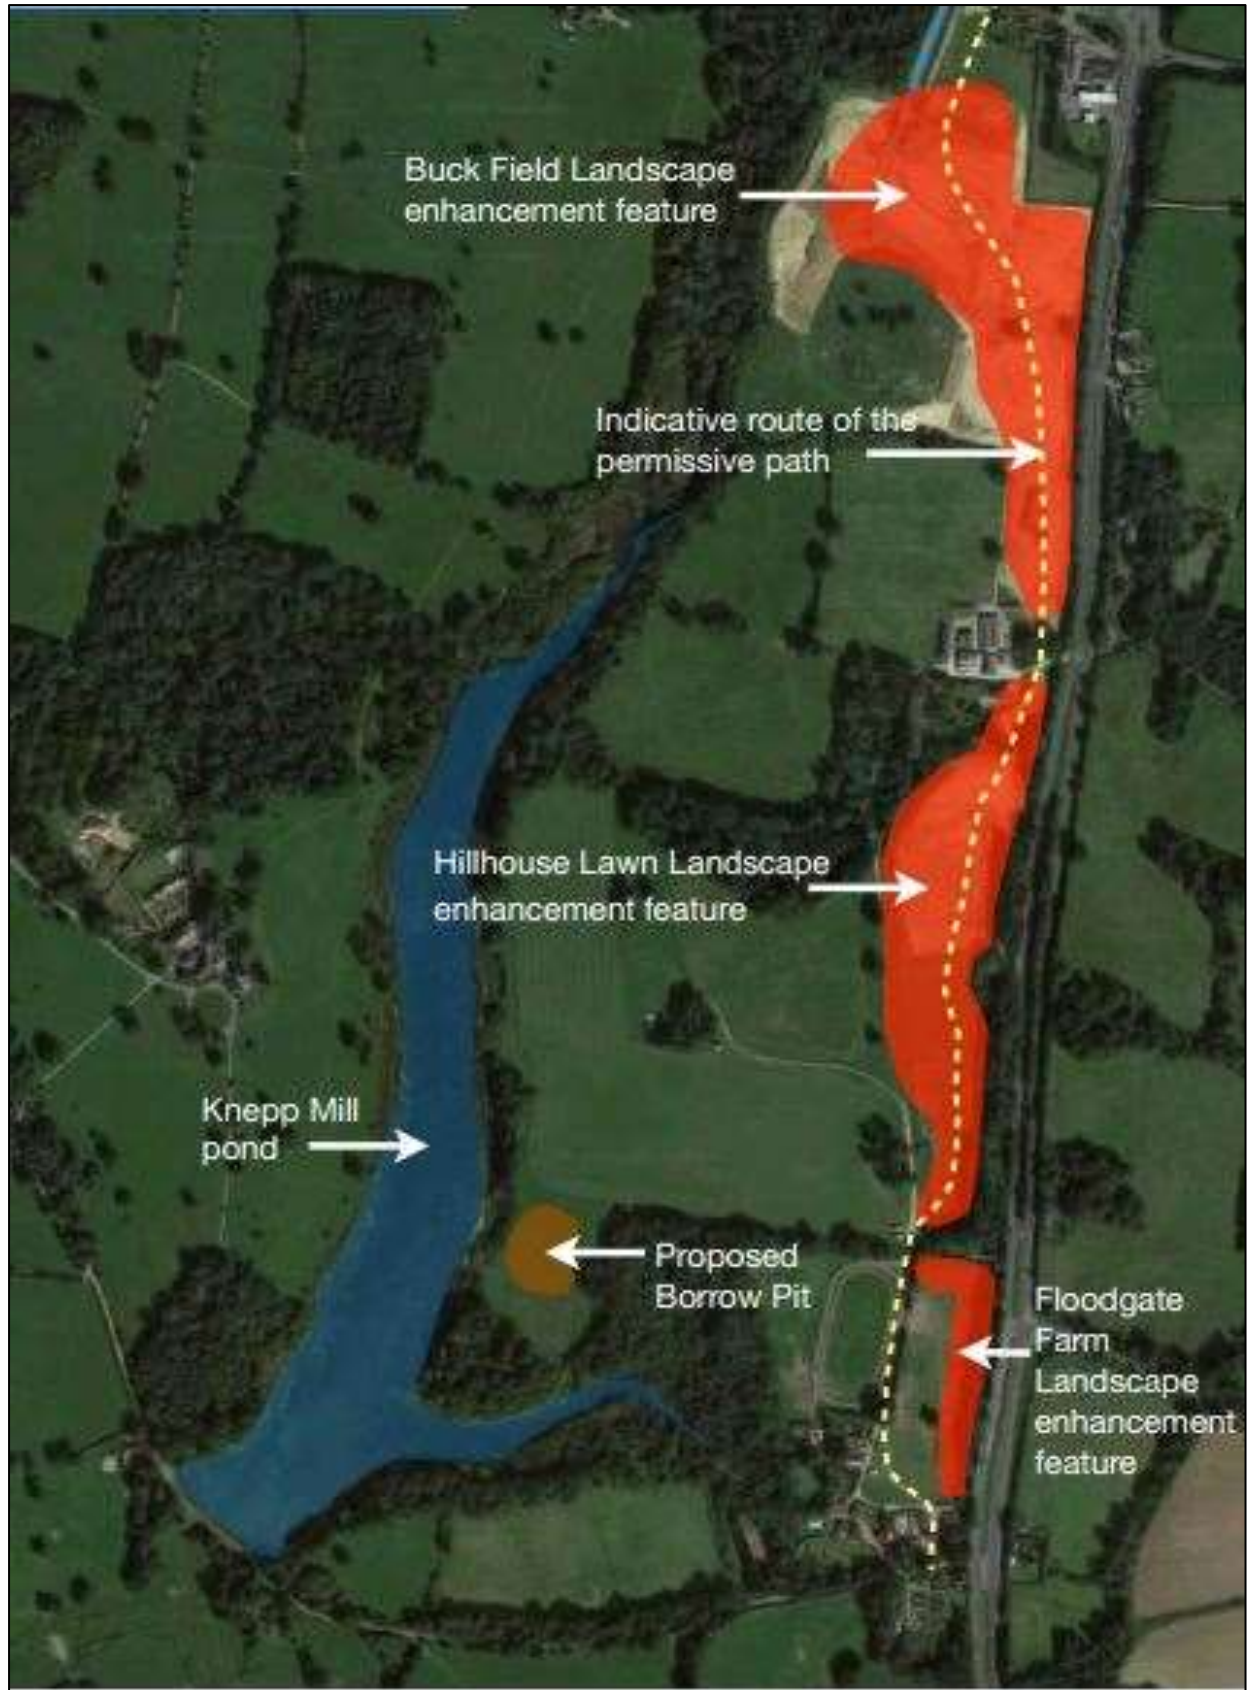 Buck Field Landscape
enhancement feature
Indicative route of the
permissive path
Hillhouse Lawn Landscape
enhancement feature
Knepp Mill
pond
Proposed
Borrow Pit
Floodgate
Farm
Landscape
enhancement
feature